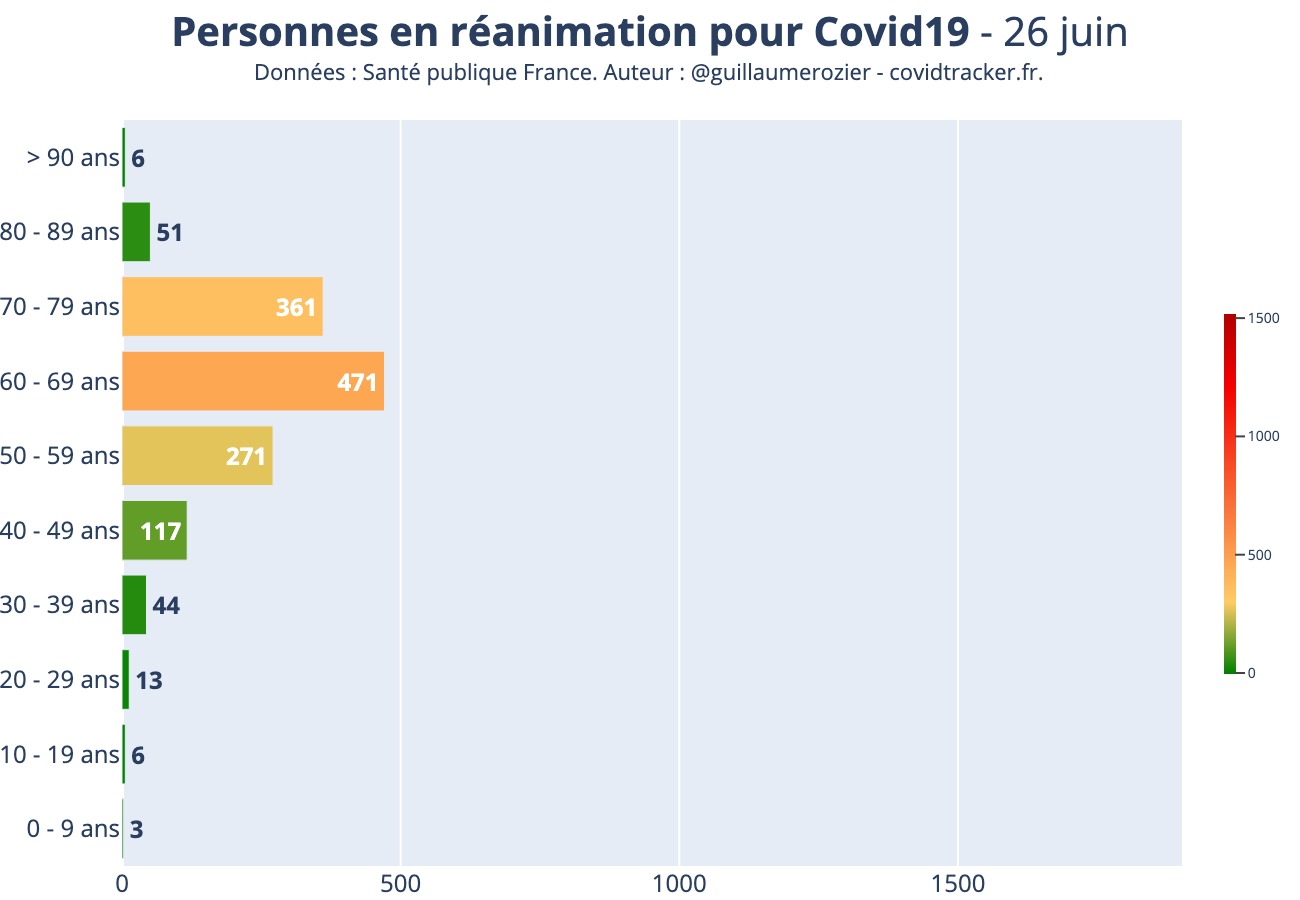 Personnes en réanimation pour Covid19 - 26 juin
Données : Santé publique France. Auteur : @guillaumerozier - covidtracker.fr.
> 90 ans 6
80 - 89 ans 51
70 - 79 ans 361
60 - 69 ans 471
50 - 59 ans 271
40 - 49 ans 117
30 - 39 ans 44
20 - 29 ans 13
10 - 19 ans 6
0 - 9 ans 3
0 500 1000 1500
1500
1000
500
0